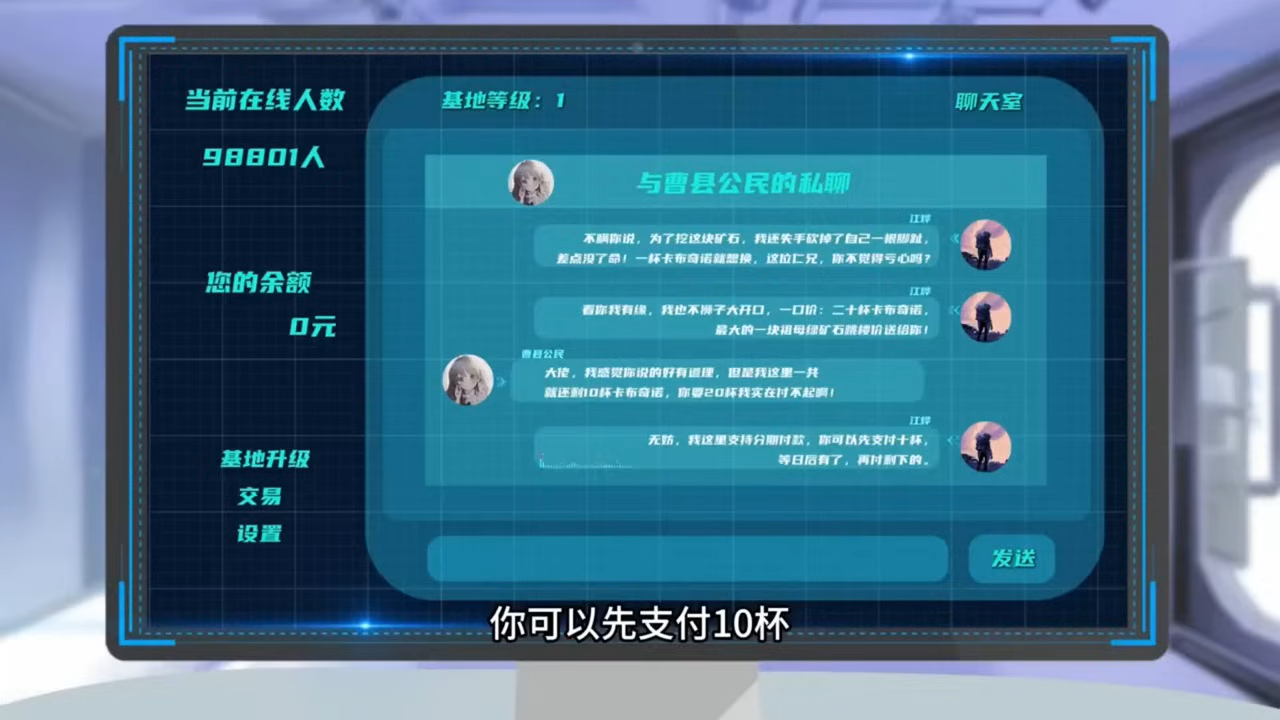 当前在线人数
98801人
您的余额
0元
基地升级
交易
设置
基地等级：1
聊天室
与曹县公民的私聊
江烨
不瞒你说，为了挖这块矿石，我还失手砍掉了自己一根脚趾，
差点没了命！一杯卡布奇诺就想换，这位仁兄，你不觉得亏心吗？
江烨
看你我有缘，我也不狮子大开口，一口价：二十杯卡布奇诺，
最大的一块祖母绿矿石跳楼价送给你！
曹县公民
大佬，我感觉你说的好有道理，但是我这里一共
就还剩10杯卡布奇诺，你要20杯我实在付不起啊！
江烨
无妨，我这里支持分期付款，你可以先支付十杯，
等日后有了，再付剩下的。
发送
你可以先支付10杯